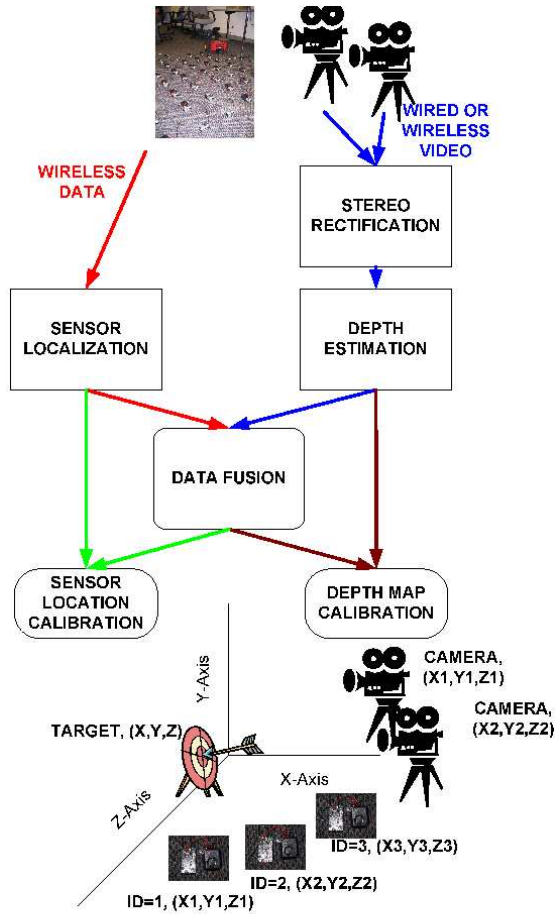 WIRED OR
WIRELESS
VIDEO
WIRELESS
DATA
STEREO
RECTIFICATION
SENSOR
LOCALIZATION
DEPTH
ESTIMATION
DATA FUSION
SENSOR
LOCATION
CALIBRATION
DEPTH MAP
CALIBRATION
Y-Axis
CAMERA,
(X1,Y1,Z1)
CAMERA,
(X2,Y2,Z2)
TARGET, (X,Y,Z)
X-Axis
Z-Axis
ID=3, (X3,Y3,Z3)
ID=2, (X2,Y2,Z2)
ID=1, (X1,Y1,Z1)